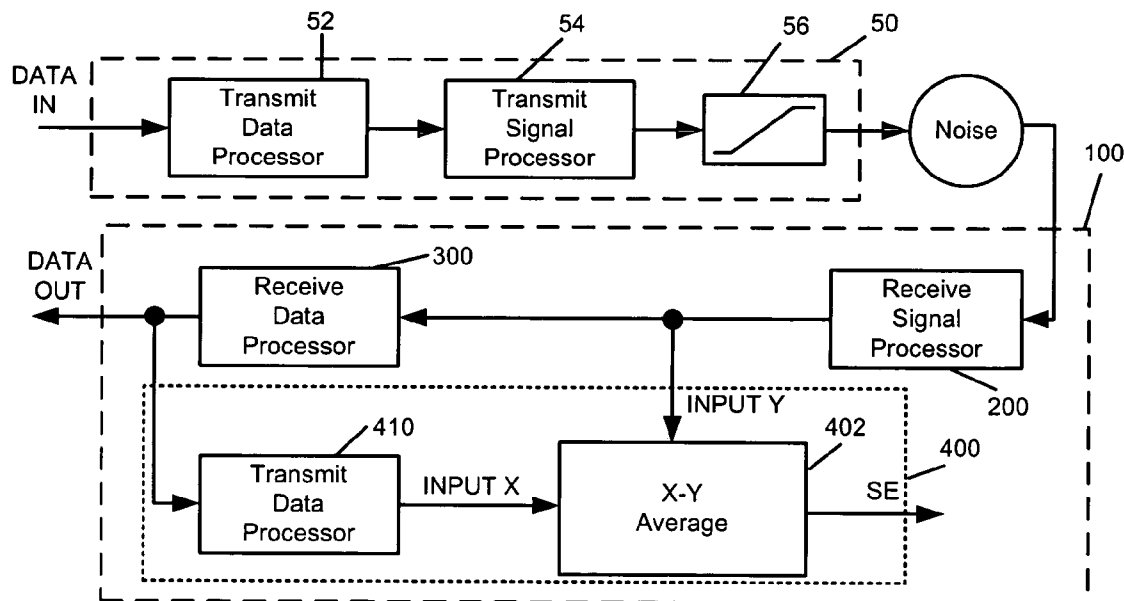 52
54
56
50
DATA
IN
Transmit
Data
Processor
Transmit
Signal
Processor
Noise
100
DATA
OUT
300
Receive
Data
Processor
Receive
Signal
Processor
200
INPUT Y
410
402
400
Transmit
Data
Processor
INPUT X
X-Y
Average
SE